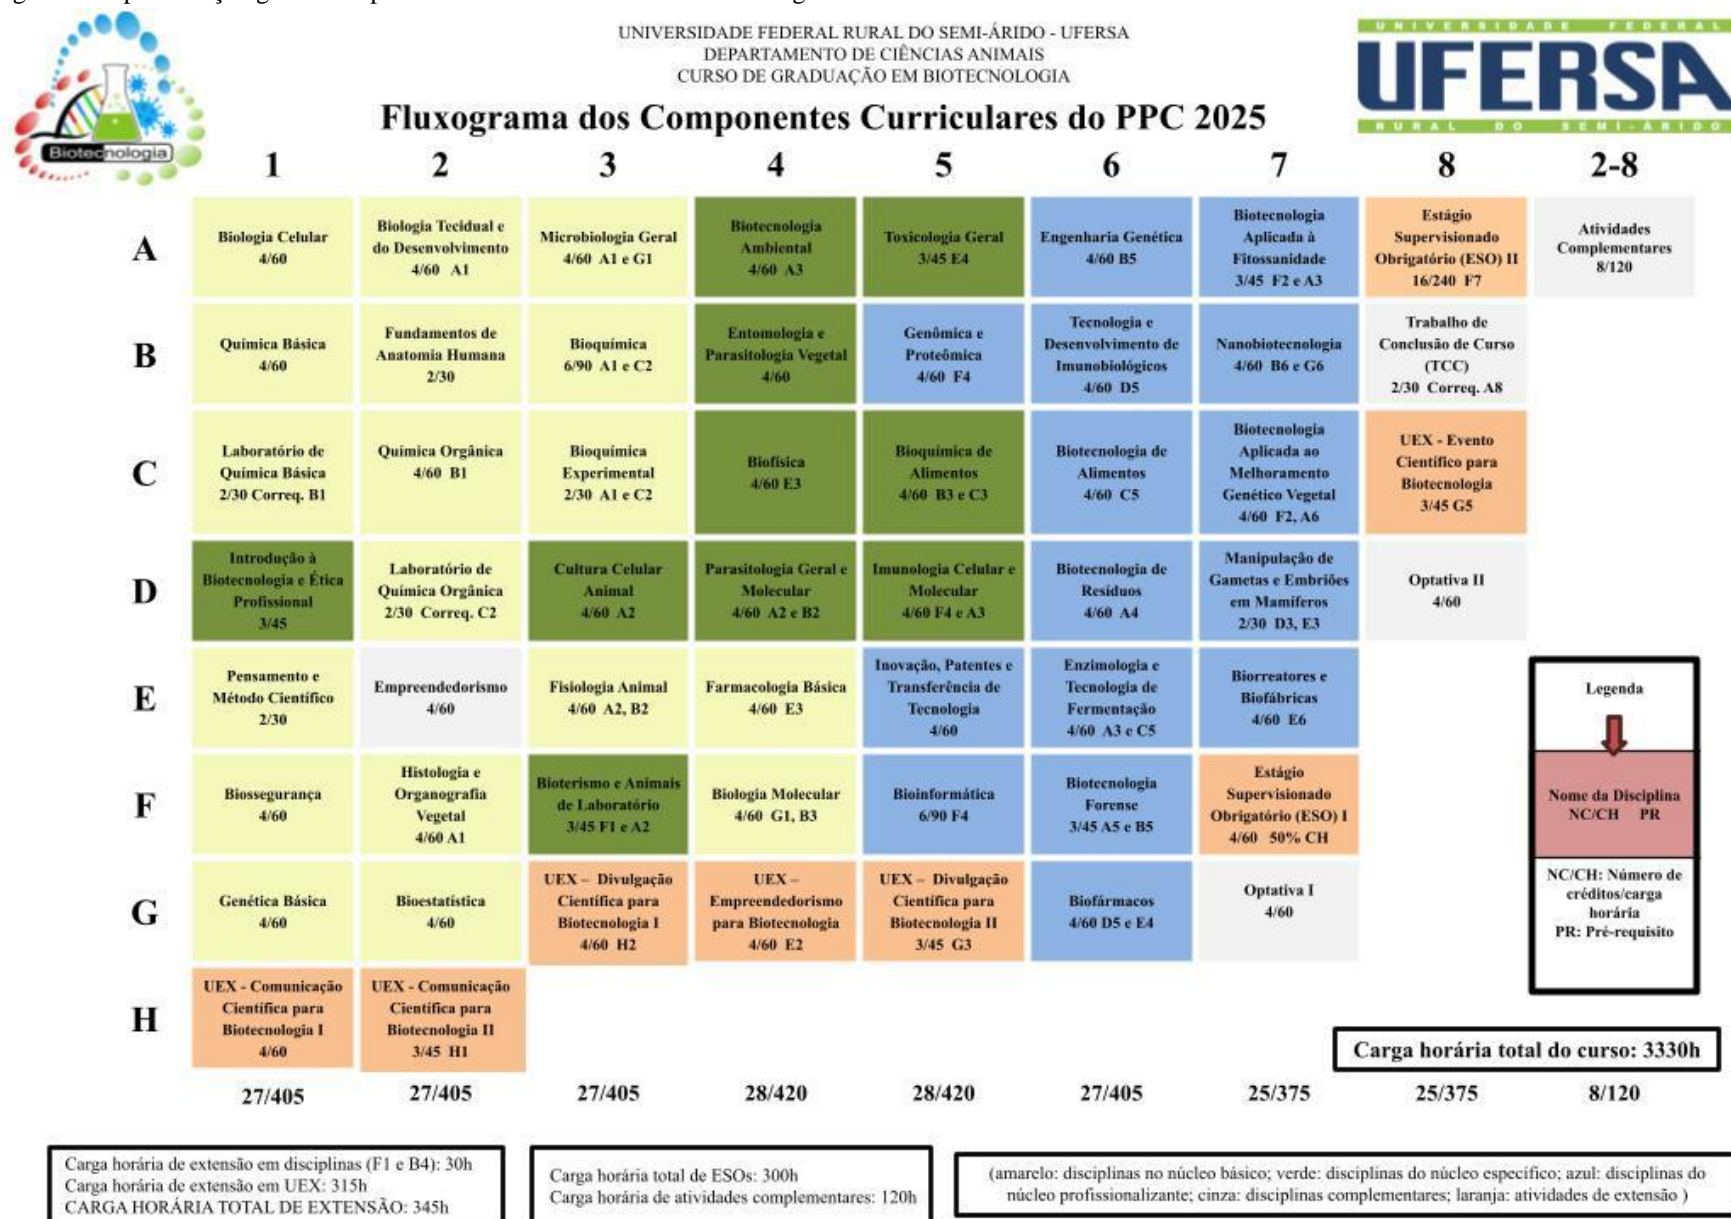 UNIVERSIDADE FEDERAL RURAL DO SEMI-ÁRIDO - UFERSA
DEPARTAMENTO DE CIÊNCIAS ANIMAIS
CURSO DE GRADUAÇÃO EM BIOTECNOLOGIA
Fluxograma dos Componentes Curriculares do PPC 2025
Biotecnologia
UNIVERSIDADE FEDERAL
UFERSA
RURAL DO SEMI-ÁRIDO
1 2 3 4 5 6 7 8 2-8
A
Biologia Celular
4/60
Biologia Tecidual e
do Desenvolvimento
4/60 A1
Microbiologia Geral
4/60 A1 e G1
Biotecnologia
Ambiental
4/60 A3
Toxicologia Geral
3/45 E4
Engenharia Genética
4/60 B5
Biotecnologia
Aplicada à
Fitossanidade
3/45 F2 e A3
Estágio
Supervisionado
Obrigatório (ESO) II
16/240 F7
Atividades
Complementares
8/120
B
Química Básica
4/60
Fundamentos de
Anatomia Humana
2/30
Bioquímica
6/90 A1 e C2
Entomologia e
Parasitologia Vegetal
4/60
Genômica e
Proteômica
4/60 F4
Tecnologia e
Desenvolvimento de
Imunobiológicos
4/60 D5
Nanobiotecnologia
4/60 B6 e G6
Trabalho de
Conclusão de Curso
(TCC)
2/30 Correq. A8
C
Laboratório de
Química Básica
2/30 Correq. B1
Química Orgânica
4/60 B1
Bioquímica
Experimental
2/30 A1 e C2
Biofísica
4/60 E3
Bioquímica de
Alimentos
4/60 B3 e C3
Biotecnologia de
Alimentos
4/60 C5
Biotecnologia
Aplicada ao
Melhoramento
Genético Vegetal
4/60 F2, A6
UEX - Evento
Científico para
Biotecnologia
3/45 G5
D
Introdução à
Biotecnologia e Ética
Profissional
3/45
Laboratório de
Química Orgânica
2/30 Correq. C2
Cultura Celular
Animal
4/60 A2
Parasitologia Geral e
Molecular
4/60 A2 e B2
Imunologia Celular e
Molecular
4/60 F4 e A3
Biotecnologia de
Resíduos
4/60 A4
Manipulação de
Gametas e Embriões
em Mamíferos
2/30 D3, E3
Optativa II
4/60
E
Pensamento e
Método Científico
2/30
Empreendedorismo
4/60
Fisiologia Animal
4/60 A2, B2
Farmacologia Básica
4/60 E3
Inovação, Patentes e
Transferência de
Tecnologia
4/60
Enzimologia e
Tecnologia de
Fermentação
4/60 A3 e C5
Biorreatores e
Biofábricas
4/60 E6
Legenda
F
Biossegurança
4/60
Histologia e
Organografia
Vegetal
4/60 A1
Bioterismo e Animais
de Laboratório
3/45 F1 e A2
Biologia Molecular
4/60 G1, B3
Bioinformática
6/90 F4
Biotecnologia
Forense
3/45 A5 e B5
Estágio
Supervisionado
Obrigatório (ESO) I
4/60 50% CH
Nome da Disciplina
NC/CH PR
G
Genética Básica
4/60
Bioestatística
4/60
UEX – Divulgação
Científica para
Biotecnologia I
4/60 H2
UEX –
Empreendedorismo
para Biotecnologia
4/60 E2
UEX – Divulgação
Científica para
Biotecnologia II
3/45 G3
Biofármacos
4/60 D5 e E4
Optativa I
4/60
NC/CH: Número de
créditos/carga
horária
PR: Pré-requisito
H
UEX - Comunicação
Científica para
Biotecnologia I
4/60
UEX - Comunicação
Científica para
Biotecnologia II
3/45 H1
Carga horária total do curso: 3330h
27/405 27/405 27/405 28/420 28/420 27/405 25/375 25/375 8/120
Carga horária de extensão em disciplinas (F1 e B4): 30h
Carga horária de extensão em UEX: 315h
CARGA HORÁRIA TOTAL DE EXTENSÃO: 345h
Carga horária total de ESOs: 300h
Carga horária de atividades complementares: 120h
(amarelo: disciplinas no núcleo básico; verde: disciplinas do núcleo específico; azul: disciplinas do
núcleo profissionalizante; cinza: disciplinas complementares; laranja: atividades de extensão )